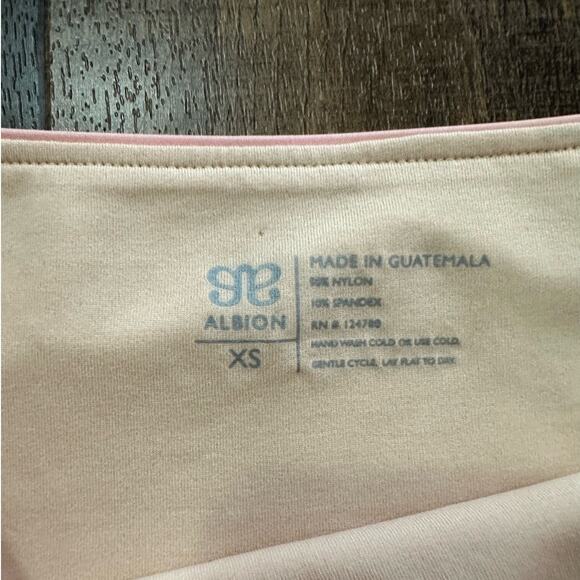 ALBION
XS
MADE IN GUATEMALA
90% NYLON
10% SPANDEX
RN # 124780
HAND WASH COLD OR USE COLD,
GENTLE CYCLE, LAY FLAT TO DRY.